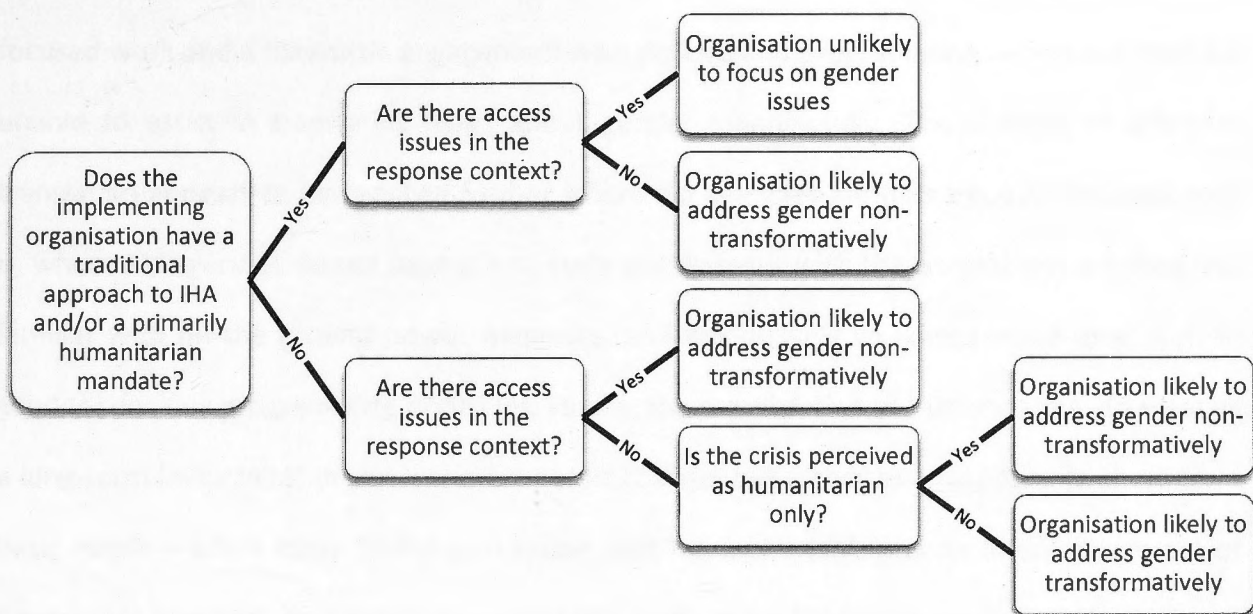 Does the
implementing
organisation have a
traditional
approach to IHA
and/or a primarily
humanitarian
mandate?
Yes
No
Are there access
issues in the
response context?
Yes
No
Organisation unlikely
to focus on gender
issues
Organisation likely to
address gender non-
transformatively
Are there access
issues in the
response context?
Yes
No
Organisation likely to
address gender non-
transformatively
Is the crisis perceived
as humanitarian
only?
Yes
No
Organisation likely to
address gender non-
transformatively
Organisation likely to
address gender
transformatively